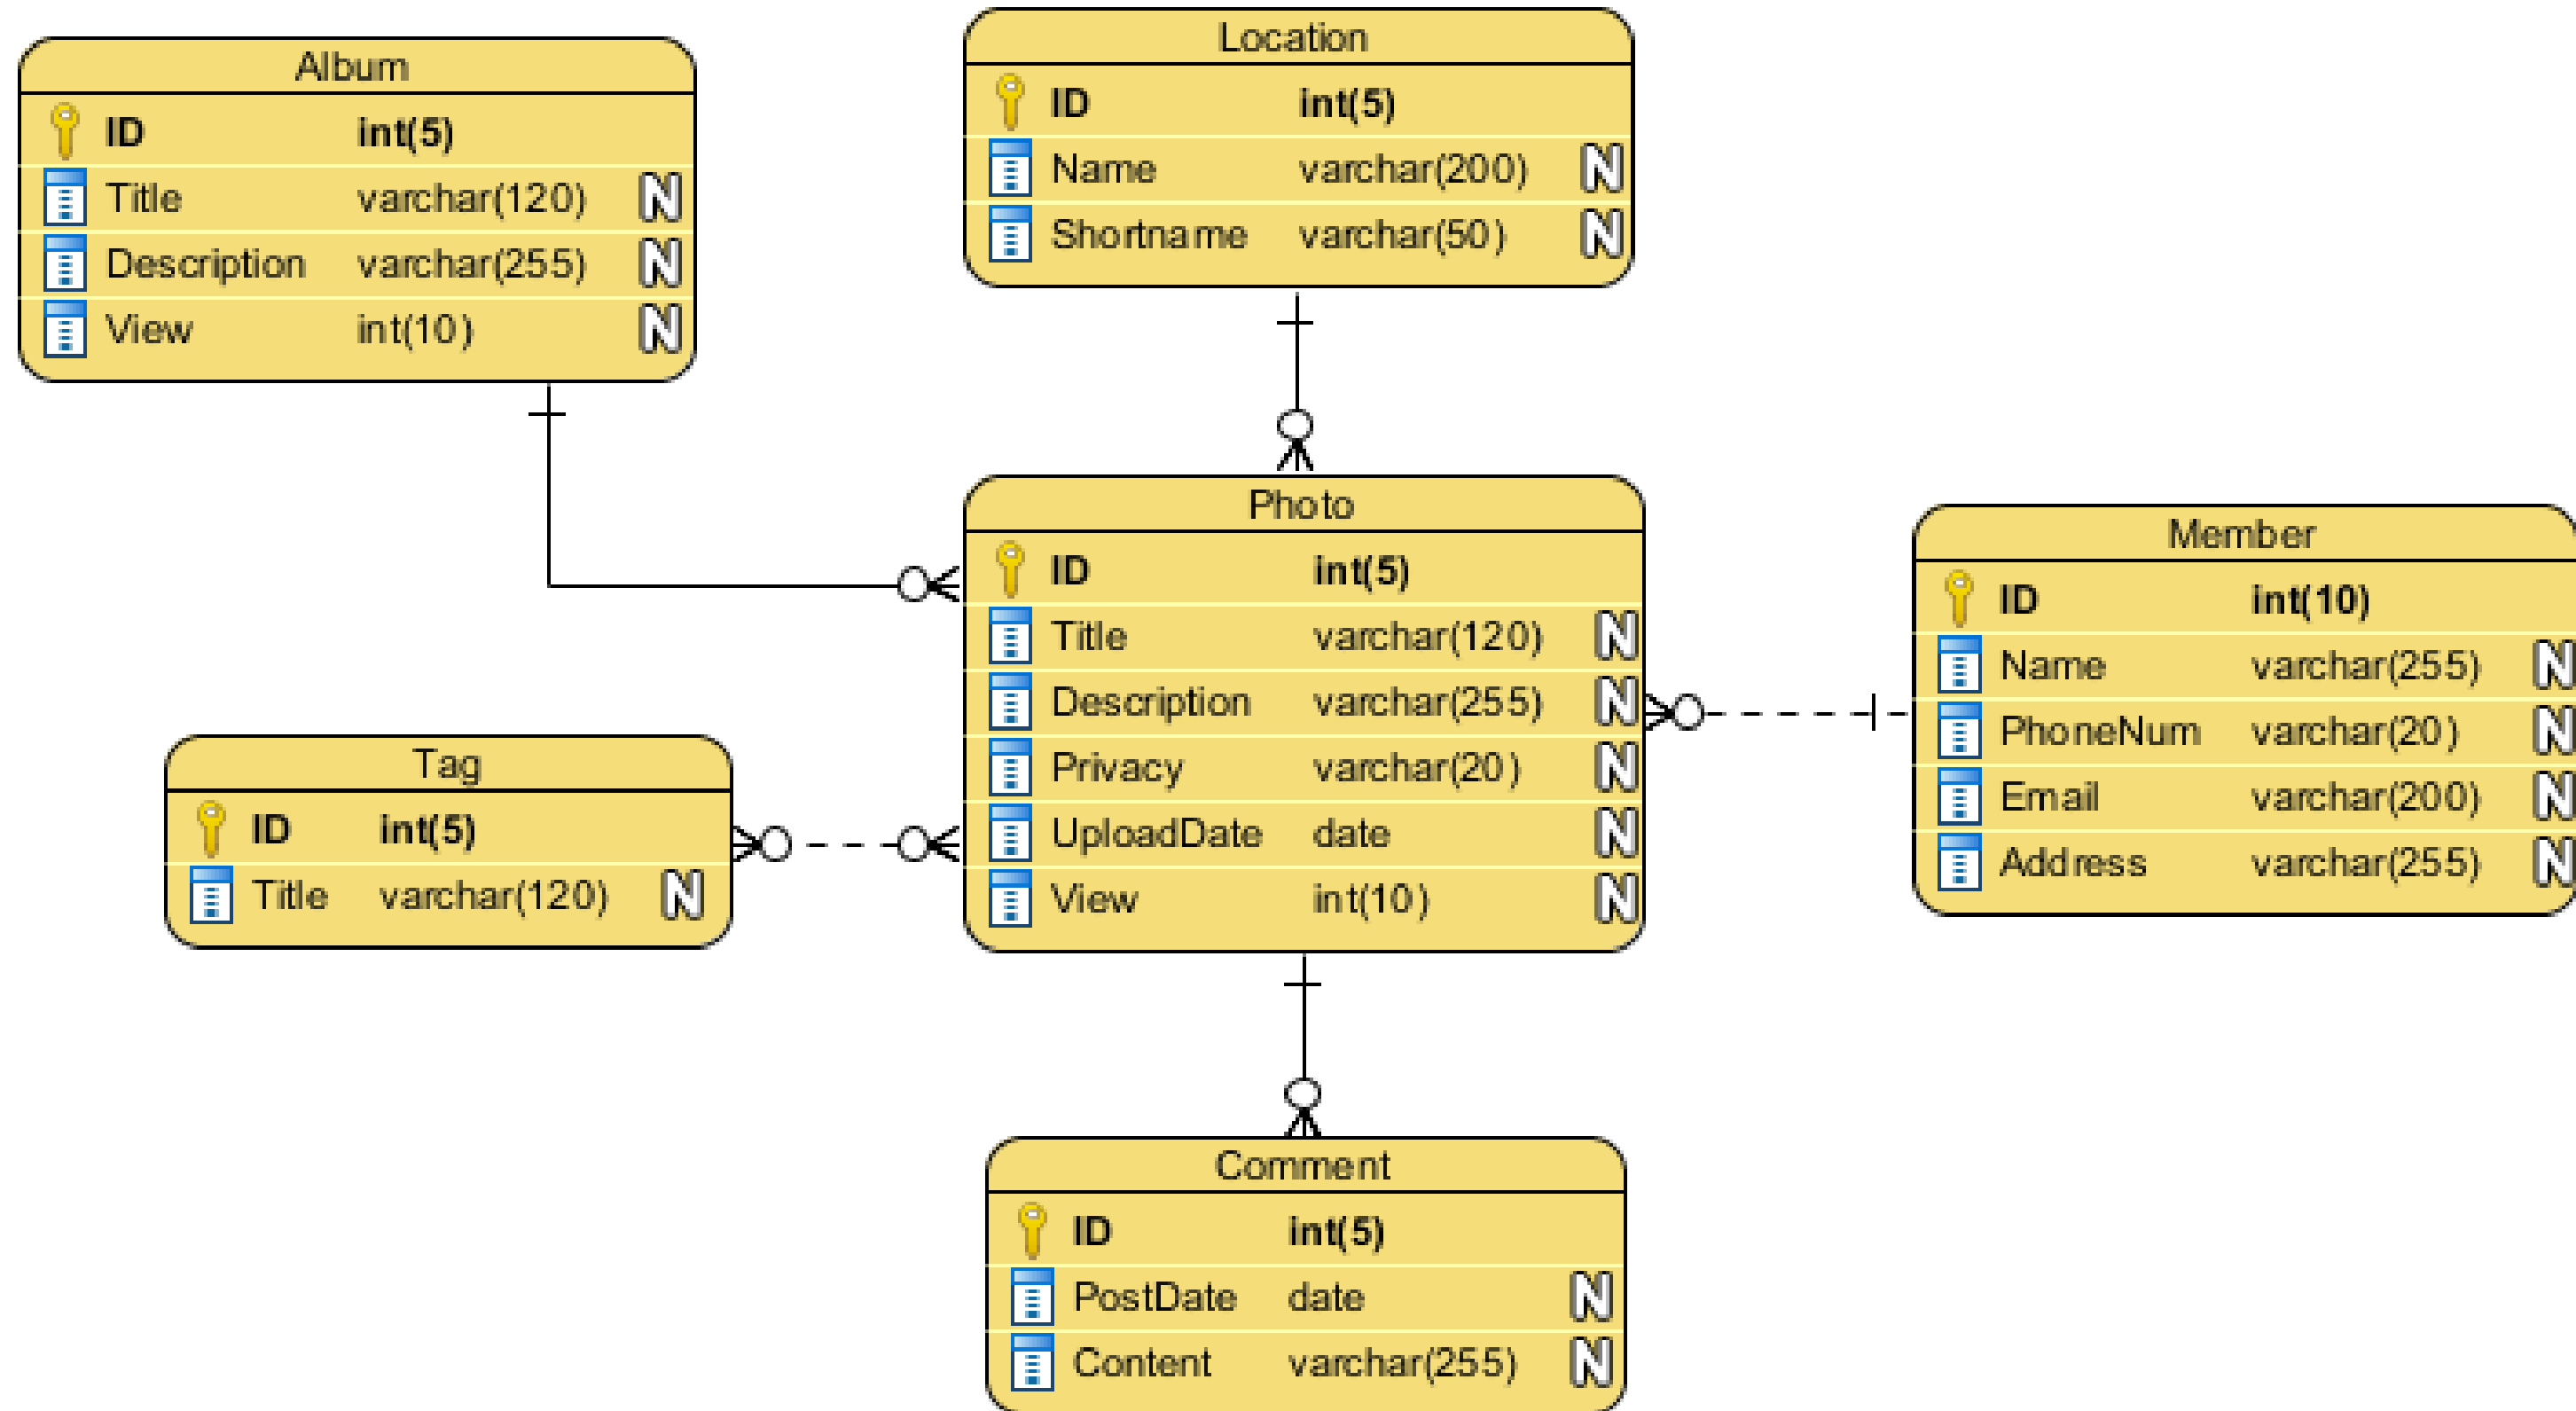 Album
ID int(5)
Title varchar(120) N
Description varchar(255) N
View int(10) N
Location
ID int(5)
Name varchar(200) N
Shortname varchar(50) N
Photo
ID int(5)
Title varchar(120) N
Description varchar(255) N
Privacy varchar(20) N
UploadDate date N
View int(10) N
Member
ID int(10)
Name varchar(255) N
PhoneNum varchar(20) N
Email varchar(200) N
Address varchar(255) N
Tag
ID int(5)
Title varchar(120) N
Comment
ID int(5)
PostDate date N
Content varchar(255) N